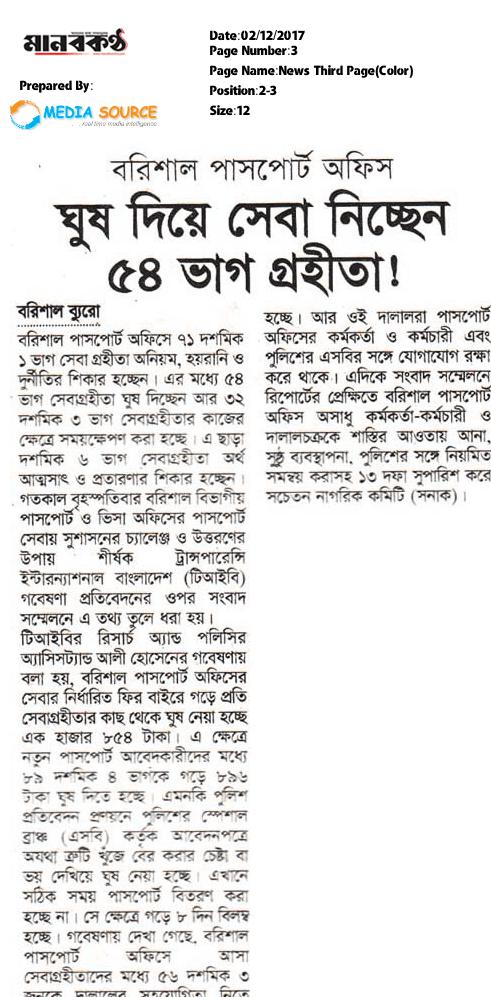 মানবকণ্ঠ
Date:02/12/2017
Page Number:3
Page Name:News Third Page(Color)
Position:2-3
Size:12
Prepared By:
MEDIA SOURCE
real time media intelligence
বরিশাল পাসপোর্ট অফিস
ঘুষ দিয়ে সেবা নিচ্ছেন
৫৪ ভাগ গ্রহীতা!
বরিশাল ব্যুরো
বরিশাল পাসপোর্ট অফিসে ৭১ দশমিক
১ ভাগ সেবা গ্রহীতা অনিয়ম, হয়রানি ও
দুর্নীতির শিকার হচ্ছেন। এর মধ্যে ৫৪
ভাগ সেবাগ্রহীতা ঘুষ দিচ্ছেন আর ৩২
দশমিক ৩ ভাগ সেবাগ্রহীতার কাজের
ক্ষেত্রে সময়ক্ষেপণ করা হচ্ছে। এ ছাড়া
দশমিক ৬ ভাগ সেবাগ্রহীতা অর্থ
আত্মসাৎ ও প্রতারণার শিকার হচ্ছেন।
গতকাল বৃহস্পতিবার বরিশাল বিভাগীয়
পাসপোর্ট ও ভিসা অফিসের পাসপোর্ট
সেবায় সুশাসনের চ্যালেঞ্জ ও উত্তরণের
উপায় শীর্ষক ট্রান্সপারেন্সি
ইন্টারন্যাশনাল বাংলাদেশ (টিআইবি)
গবেষণা প্রতিবেদনের ওপর সংবাদ
সম্মেলনে এ তথ্য তুলে ধরা হয়।
টিআইবির রিসার্চ অ্যান্ড পলিসির
অ্যাসিসট্যান্ড আলী হোসেনের গবেষণায়
বলা হয়, বরিশাল পাসপোর্ট অফিসের
সেবার নির্ধারিত ফির বাইরে গড়ে প্রতি
সেবাগ্রহীতার কাছ থেকে ঘুষ নেয়া হচ্ছে
এক হাজার ৮৫৪ টাকা। এ ক্ষেত্রে
নতুন পাসপোর্ট আবেদকারীদের মধ্যে
৮৯ দশমিক ৪ ভাগকে গড়ে ৮৯৬
টাকা ঘুষ দিতে হচ্ছে। এমনকি পুলিশ
প্রতিবেদন প্রণয়নে পুলিশের স্পেশাল
ব্রাঞ্চ (এসবি) কর্তৃক আবেদনপত্রে
অযথা ত্রুটি খুঁজে বের করার চেষ্টা বা
ভয় দেখিয়ে ঘুষ নেয়া হচ্ছে। এখানে
সঠিক সময় পাসপোর্ট বিতরণ করা
হচ্ছে না। সে ক্ষেত্রে গড়ে ৮ দিন বিলম্ব
হচ্ছে। গবেষণায় দেখা গেছে, বরিশাল
পাসপোর্ট অফিসে আসা
সেবাগ্রহীতাদের মধ্যে ৫৬ দশমিক ৩
জনকে দালালের সহযোগিতা নিতে
হচ্ছে। আর ওই দালালরা পাসপোর্ট
অফিসের কর্মকর্তা ও কর্মচারী এবং
পুলিশের এসবির সঙ্গে যোগাযোগ রক্ষা
করে থাকে। এদিকে সংবাদ সম্মেলনে
রিপোর্টের প্রেক্ষিতে বরিশাল পাসপোর্ট
অফিস অসাধু কর্মকর্তা-কর্মচারী ও
দালালচক্রকে শাস্তির আওতায় আনা,
সুষ্ঠু ব্যবস্থাপনা, পুলিশের সঙ্গে নিয়মিত
সমন্বয় করাসহ ১৩ দফা সুপারিশ করে
সচেতন নাগরিক কমিটি (সনাক)।